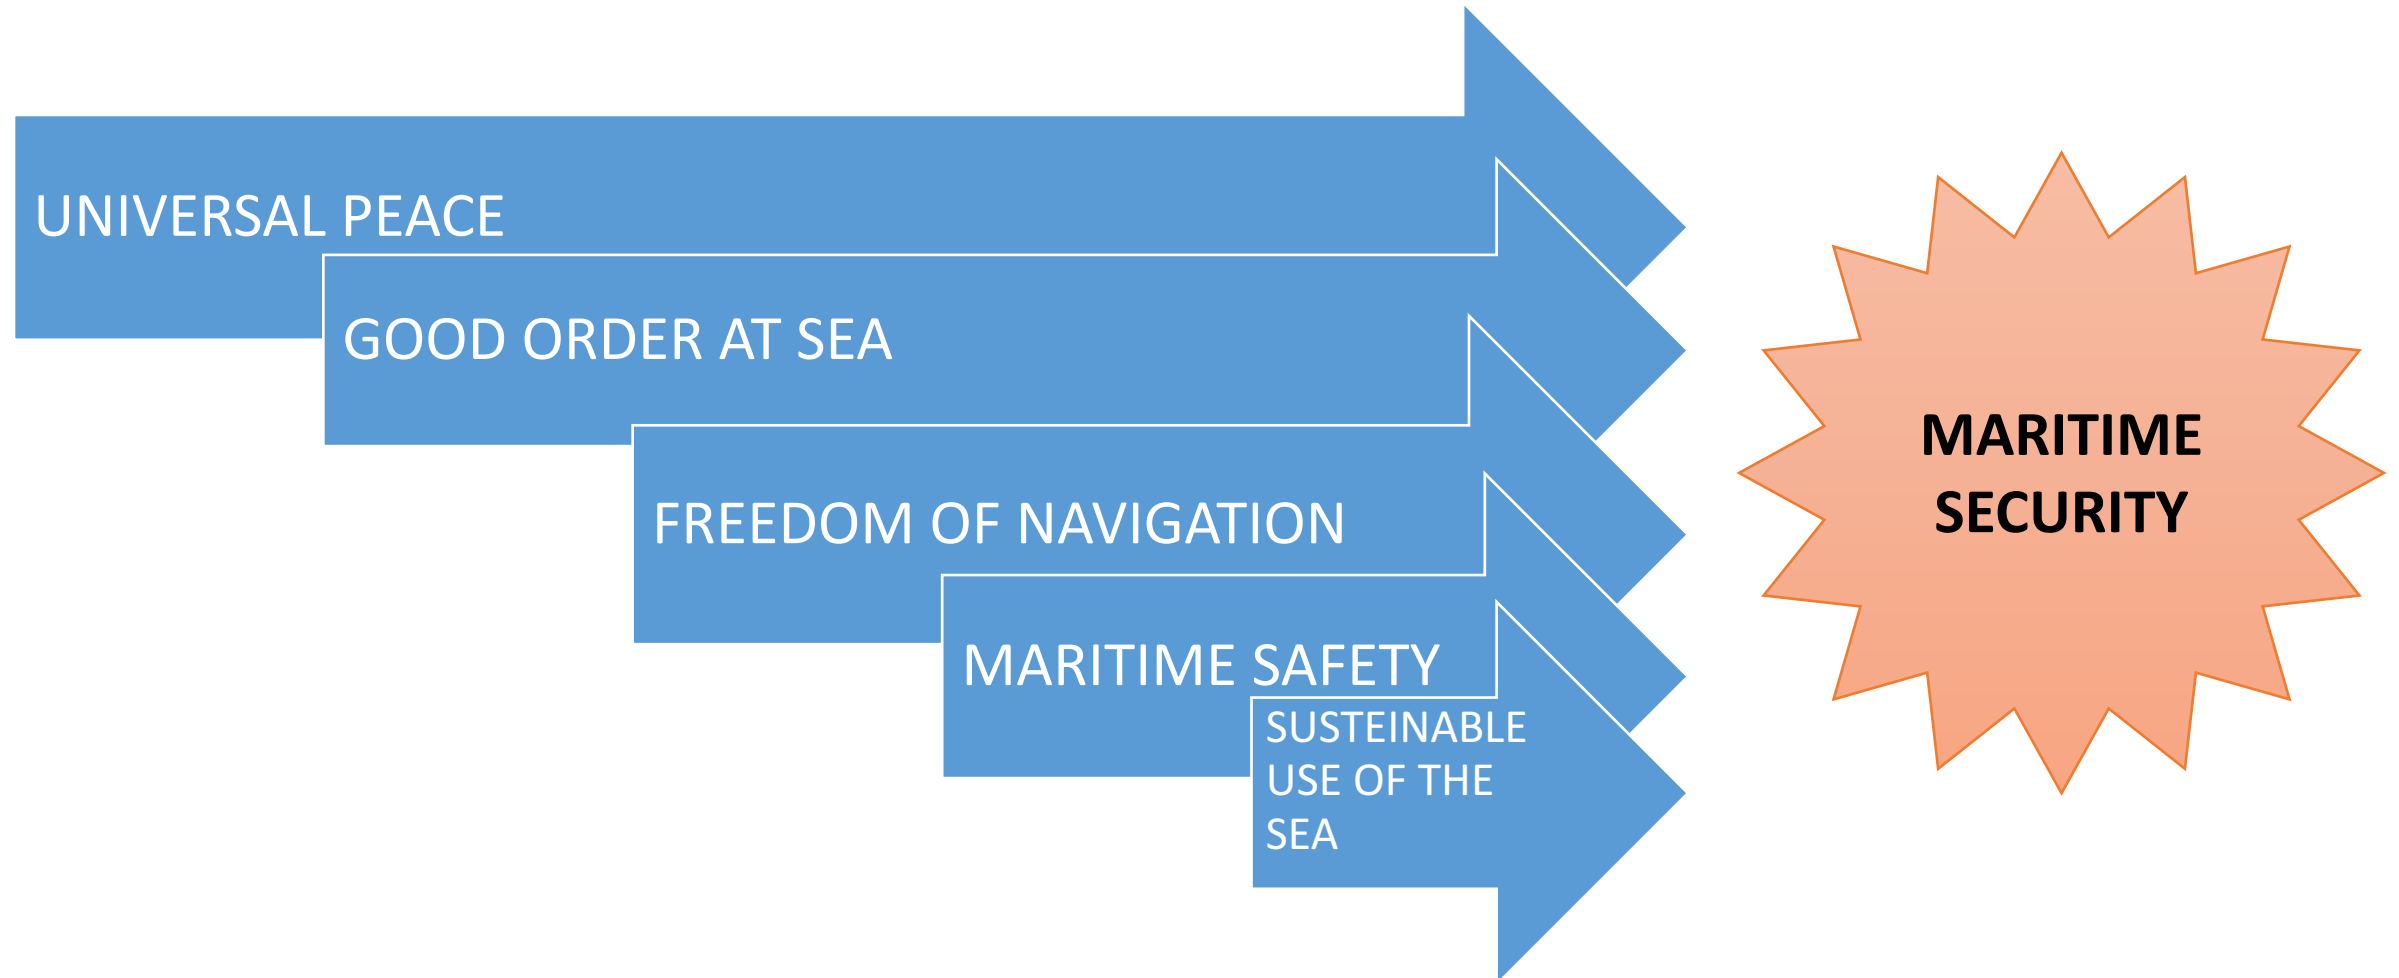 UNIVERSAL PEACE
GOOD ORDER AT SEA
FREEDOM OF NAVIGATION
MARITIME SAFETY
SUSTEINABLE
USE OF THE
SEA
MARITIME
SECURITY